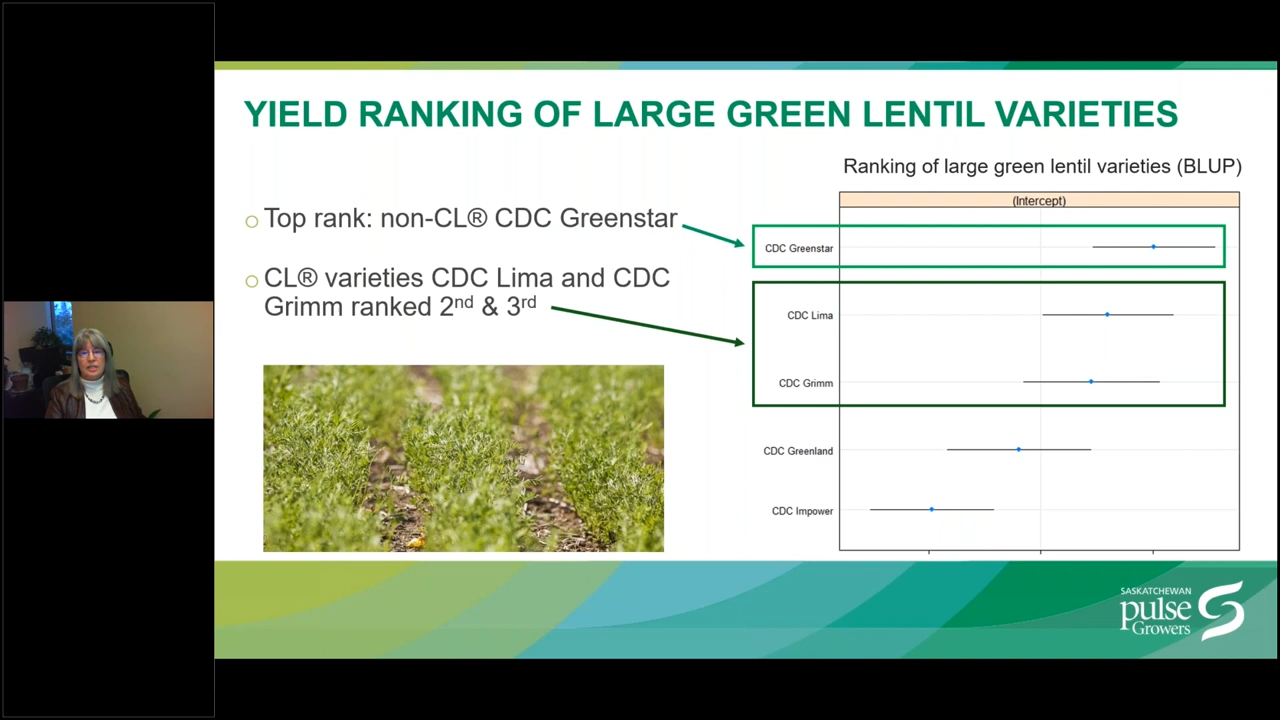 YIELD RANKING OF LARGE GREEN LENTIL VARIETIES
Ranking of large green lentil varieties (BLUP)
(Intercept)
○ Top rank: non-CL® CDC Greenstar
○ CL® varieties CDC Lima and CDC
Grimm ranked 2nd & 3rd
CDC Greenstar
CDC Lima
CDC Grimm
CDC Greenland
CDC Impower
SASKATCHEWAN
pulse
Growers